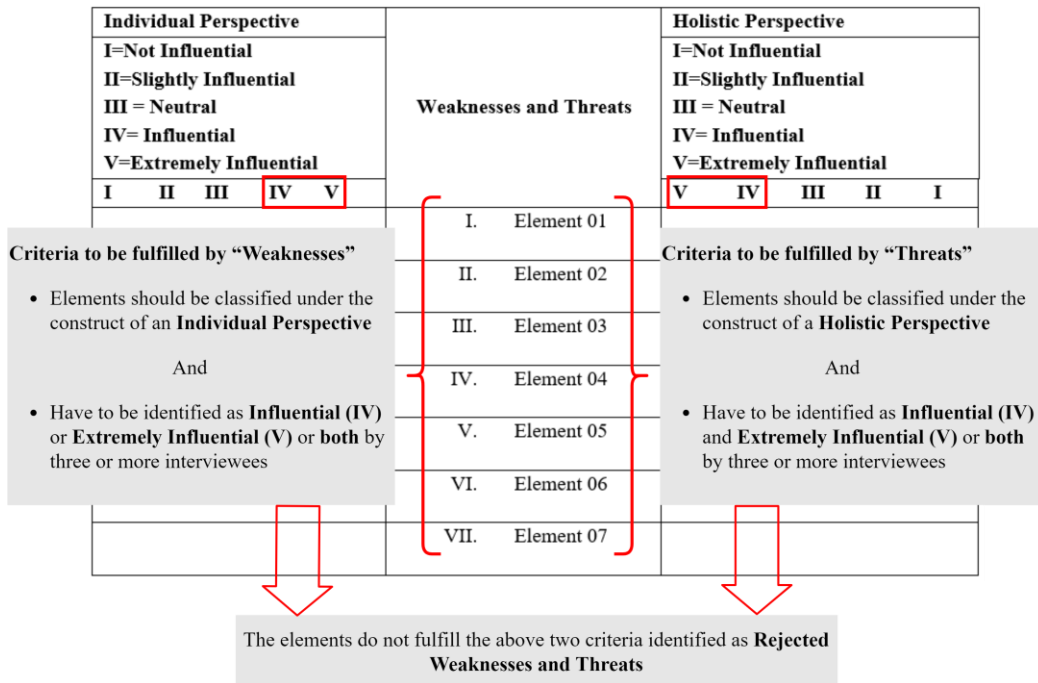 Individual Perspective
I=Not Influential
II=Slightly Influential
III = Neutral
IV= Influential
V=Extremely Influential
I II III IV V
Weaknesses and Threats
Holistic Perspective
I=Not Influential
II=Slightly Influential
III = Neutral
IV= Influential
V=Extremely Influential
V IV III II I
I. Element 01
II. Element 02
III. Element 03
IV. Element 04
V. Element 05
VI. Element 06
VII. Element 07
Criteria to be fulfilled by “Weaknesses”
• Elements should be classified under the
construct of an Individual Perspective
And
• Have to be identified as Influential (IV)
or Extremely Influential (V) or both by
three or more interviewees
Criteria to be fulfilled by “Threats”
• Elements should be classified under the
construct of a Holistic Perspective
And
• Have to be identified as Influential (IV)
and Extremely Influential (V) or both
by three or more interviewees
The elements do not fulfill the above two criteria identified as Rejected
Weaknesses and Threats